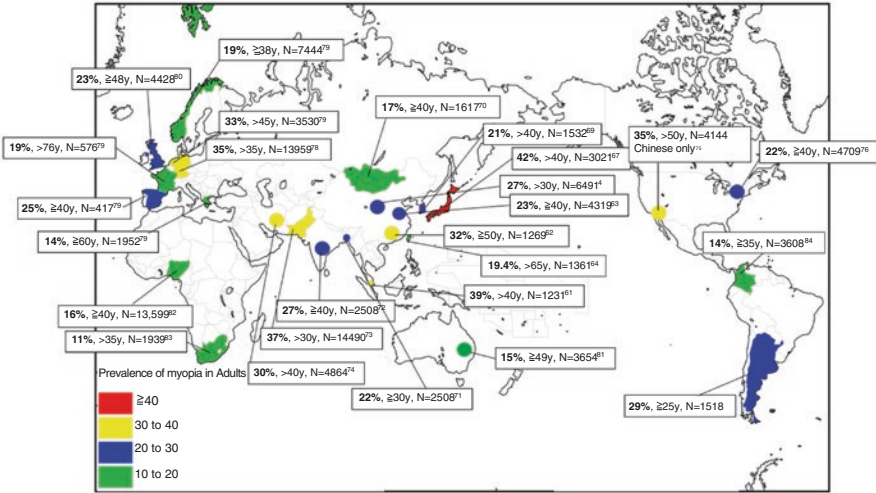 19%, ≧38y, N=7444⁷⁹
23%, ≧48y, N=4428⁸⁰
17%, ≧40y, N=1617⁷⁰
33%, >45y, N=3530⁷⁹
21%, >40y, N=1532⁶⁹
35%, >50y, N=4144
Chinese only⁷⁵
19%, >76y, N=576⁷⁹
35%, >35y, N=13959⁷⁸
42%, >40y, N=3021⁶⁷
22%, ≧40y, N=4709⁷⁶
27%, >30y, N=6491⁴
25%, ≧40y, N=417⁷⁹
23%, ≧40y, N=4319⁶³
14%, ≧60y, N=1952⁷⁹
32%, ≧50y, N=1269⁶²
14%, ≧35y, N=3608⁸⁴
19.4%, >65y, N=1361⁶⁴
39%, >40y, N=1231⁶¹
16%, ≧40y, N=13,599⁸²
27%, ≧40y, N=2508⁷²
11%, >35y, N=1939⁸³
37%, >30y, N=14490⁷³
15%, ≧49y, N=3654⁸¹
30%, >40y, N=4864⁷⁴
22%, ≧30y, N=2508⁷¹
29%, ≧25y, N=1518
Prevalence of myopia in Adults
≧40
30 to 40
20 to 30
10 to 20